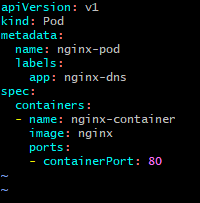 apiVersion: v1
kind: Pod
metadata:
  name: nginx-pod
  labels:
    app: nginx-dns
spec:
  containers:
  - name: nginx-container
    image: nginx
    ports:
    - containerPort: 80
~
~